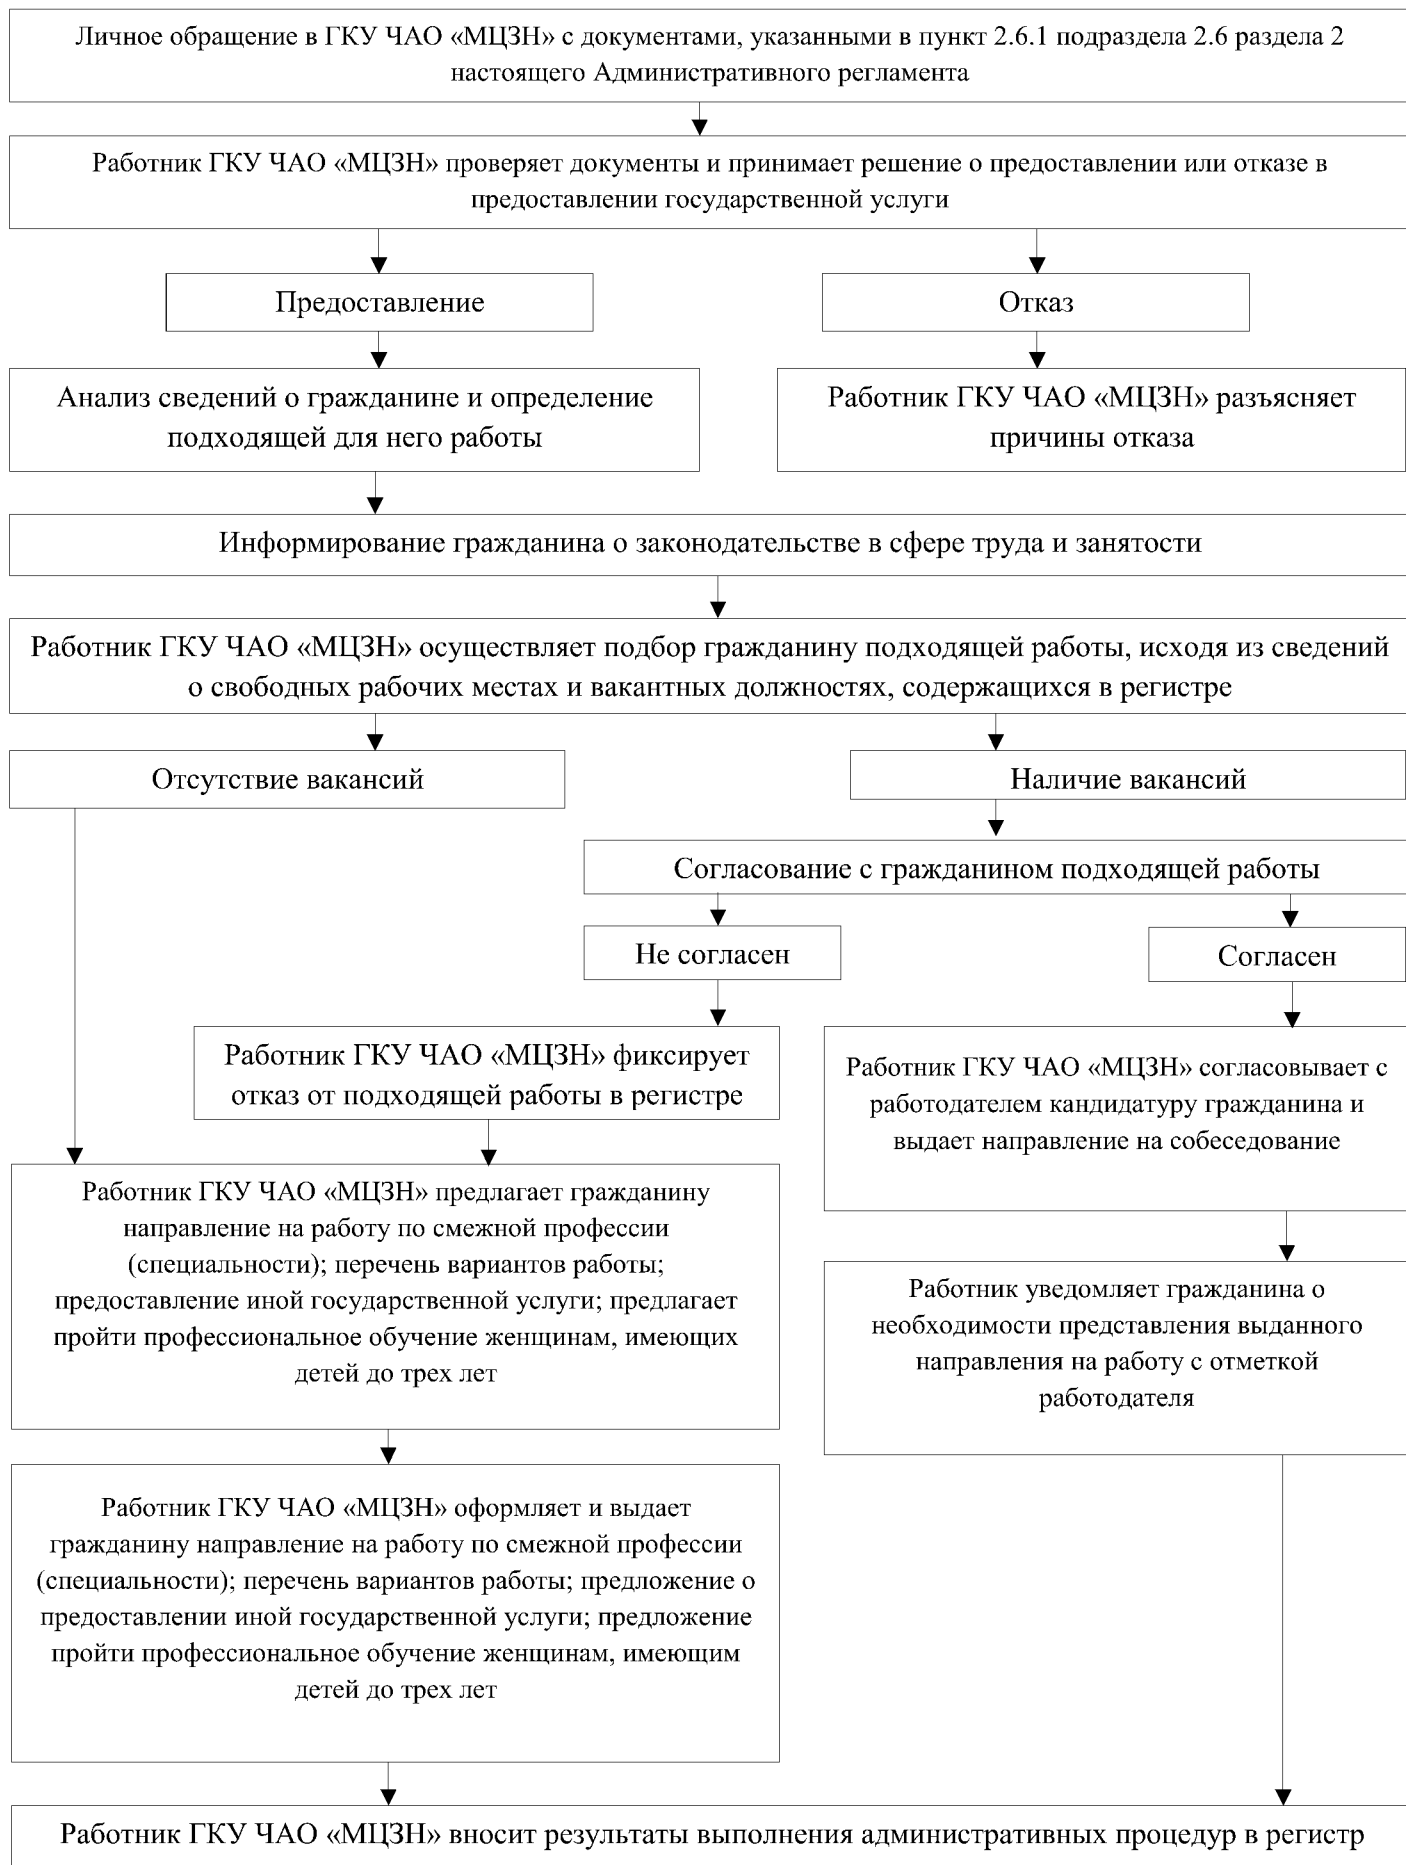 Личное обращение в ГКУ ЧАО «МЦЗН» с документами, указанными в пункт 2.6.1 подраздела 2.6 раздела 2
настоящего Административного регламента
Работник ГКУ ЧАО «МЦЗН» проверяет документы и принимает решение о предоставлении или отказе в
предоставлении государственной услуги
Предоставление
Отказ
Анализ сведений о гражданине и определение
подходящей для него работы
Работник ГКУ ЧАО «МЦЗН» разъясняет
причины отказа
Информирование гражданина о законодательстве в сфере труда и занятости
Работник ГКУ ЧАО «МЦЗН» осуществляет подбор гражданину подходящей работы, исходя из сведений
о свободных рабочих местах и вакантных должностях, содержащихся в регистре
Отсутствие вакансий
Наличие вакансий
Согласование с гражданином подходящей работы
Не согласен
Согласен
Работник ГКУ ЧАО «МЦЗН» фиксирует
отказ от подходящей работы в регистре
Работник ГКУ ЧАО «МЦЗН» согласовывает с
работодателем кандидатуру гражданина и
выдает направление на собеседование
Работник ГКУ ЧАО «МЦЗН» предлагает гражданину
направление на работу по смежной профессии
(специальности); перечень вариантов работы;
предоставление иной государственной услуги; предлагает
пройти профессиональное обучение женщинам, имеющих
детей до трех лет
Работник уведомляет гражданина о
необходимости представления выданного
направления на работу с отметкой
работодателя
Работник ГКУ ЧАО «МЦЗН» оформляет и выдает
гражданину направление на работу по смежной профессии
(специальности); перечень вариантов работы; предложение о
предоставлении иной государственной услуги; предложение
пройти профессиональное обучение женщинам, имеющим
детей до трех лет
Работник ГКУ ЧАО «МЦЗН» вносит результаты выполнения административных процедур в регистр